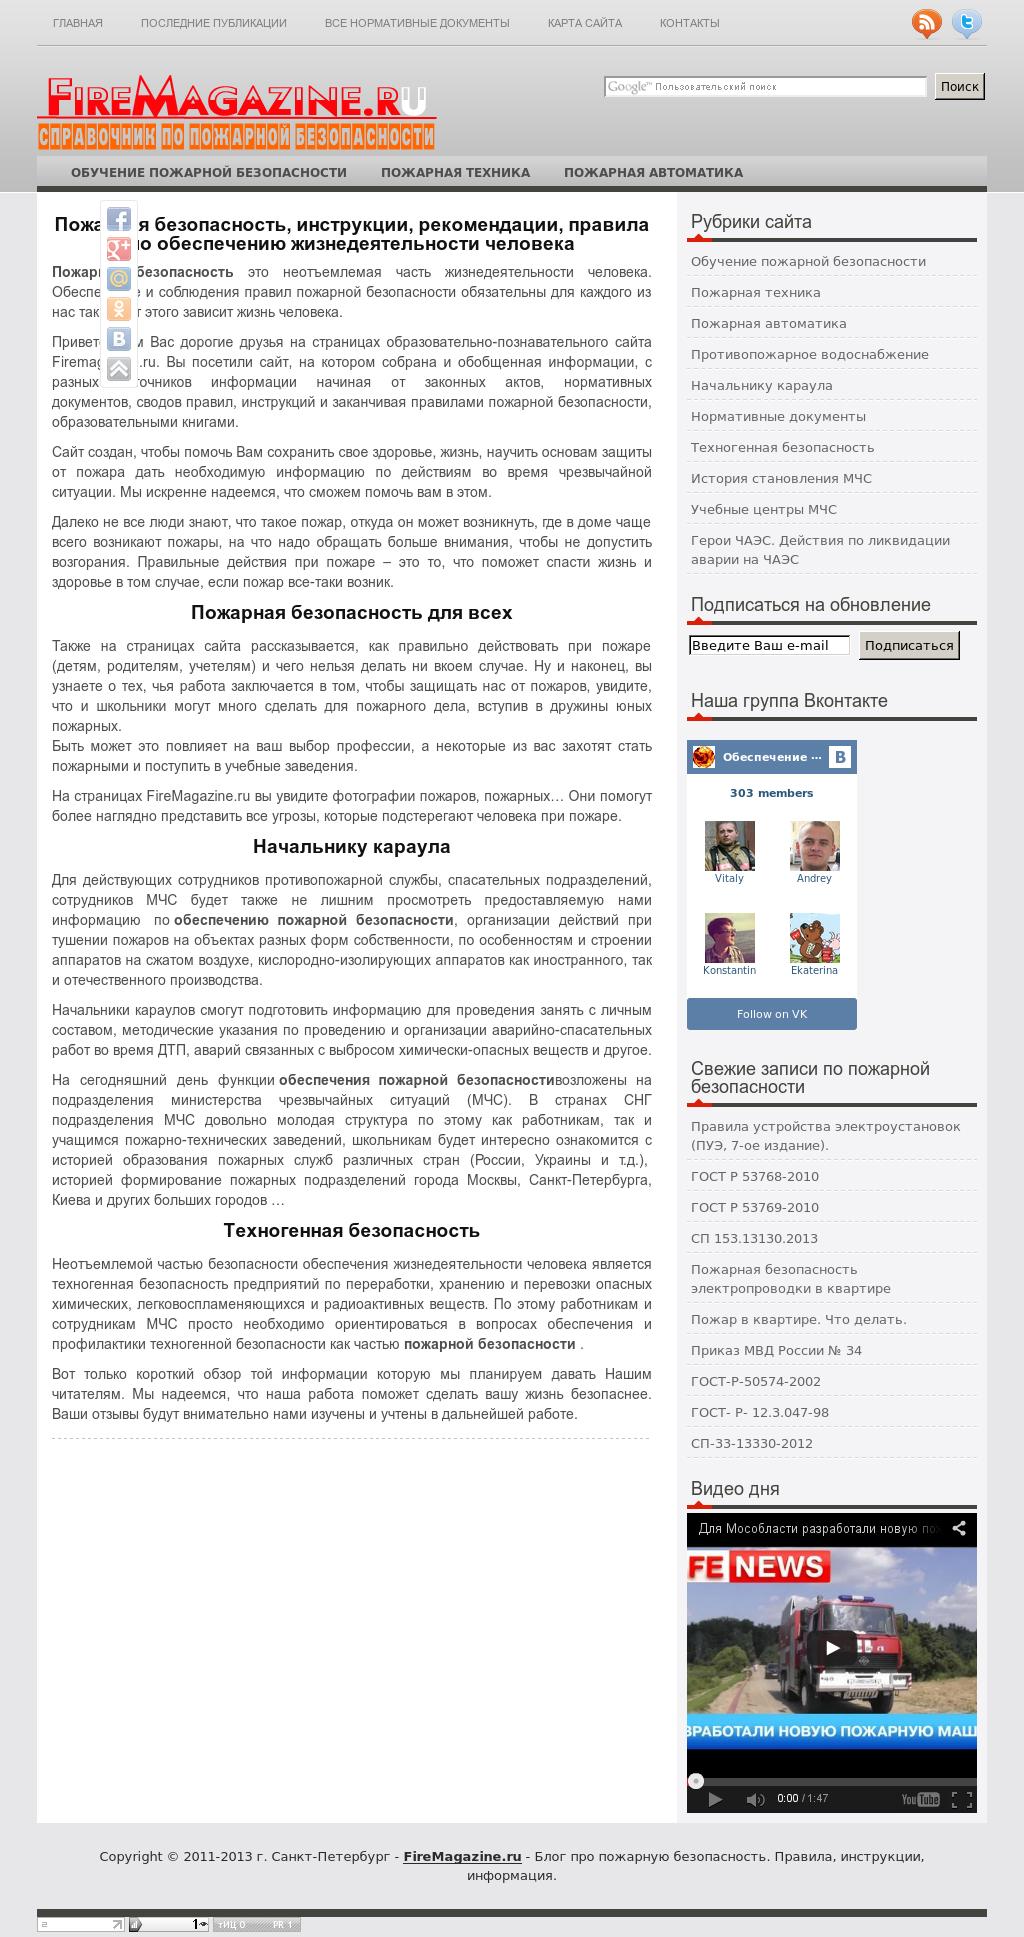 ГЛАВНАЯ ПОСЛЕДНИЕ ПУБЛИКАЦИИ ВСЕ НОРМАТИВНЫЕ ДОКУМЕНТЫ КАРТА САЙТА КОНТАКТЫ
FireMagazine.ru
СПРАВОЧНИК ПО ПОЖАРНОЙ БЕЗОПАСНОСТИ
Google™ Пользовательский поиск
Поиск
ОБУЧЕНИЕ ПОЖАРНОЙ БЕЗОПАСНОСТИ ПОЖАРНАЯ ТЕХНИКА ПОЖАРНАЯ АВТОМАТИКА
безопасность, инструкции, рекомендации, правила
по обеспечению жизнедеятельности человека
безопасность это неотъемлемая часть жизнедеятельности человека.
и соблюдения правил пожарной безопасности обязательны для каждого из
нас так этого зависит жизнь человека.
Вас дорогие друзья на страницах образовательно-познавательного сайта
Вы посетили сайт, на котором собрана и обобщенная информации, с
разных информации начиная от законных актов, нормативных
документов, сводов правил, инструкций и заканчивая правилами пожарной безопасности,
образовательными книгами.
Сайт создан, чтобы помочь Вам сохранить свое здоровье, жизнь, научить основам защиты
от пожара дать необходимую информацию по действиям во время чрезвычайной
ситуации. Мы искренне надеемся, что сможем помочь вам в этом.
Далеко не все люди знают, что такое пожар, откуда он может возникнуть, где в доме чаще
всего возникают пожары, на что надо обращать больше внимания, чтобы не допустить
возгорания. Правильные действия при пожаре – это то, что поможет спасти жизнь и
здоровье в том случае, если пожар все-таки возник.
Пожарная безопасность для всех
Также на страницах сайта рассказывается, как правильно действовать при пожаре
(детям, родителям, учетелям) и чего нельзя делать ни вкоем случае. Ну и наконец, вы
узнаете о тех, чья работа заключается в том, чтобы защищать нас от пожаров, увидите,
что и школьники могут много сделать для пожарного дела, вступив в дружины юных
пожарных.
Быть может это повлияет на ваш выбор профессии, а некоторые из вас захотят стать
пожарными и поступить в учебные заведения.
На страницах FireMagazine.ru вы увидите фотографии пожаров, пожарных… Они помогут
более наглядно представить все угрозы, которые подстерегают человека при пожаре.
Начальнику караула
Для действующих сотрудников противопожарной службы, спасательных подразделений,
сотрудников МЧС будет также не лишним просмотреть предоставляемую нами
информацию по обеспечению пожарной безопасности, организации действий при
тушении пожаров на объектах разных форм собственности, по особенностям и строении
аппаратов на сжатом воздухе, кислородно-изолирующих аппаратов как иностранного, так
и отечественного производства.
Начальники караулов смогут подготовить информацию для проведения занять с личным
составом, методические указания по проведению и организации аварийно-спасательных
работ во время ДТП, аварий связанных с выбросом химически-опасных веществ и другое.
На сегодняшний день функции обеспечения пожарной безопасностивозложены на
подразделения министерства чрезвычайных ситуаций (МЧС). В странах СНГ
подразделения МЧС довольно молодая структура по этому как работникам, так и
учащимся пожарно-технических заведений, школьникам будет интересно ознакомится с
историей образования пожарных служб различных стран (России, Украины и т.д.),
историей формирование пожарных подразделений города Москвы, Санкт-Петербурга,
Киева и других больших городов …
Техногенная безопасность
Неотъемлемой частью безопасности обеспечения жизнедеятельности человека является
техногенная безопасность предприятий по переработки, хранению и перевозки опасных
химических, легковоспламеняющихся и радиоактивных веществ. По этому работникам и
сотрудникам МЧС просто необходимо ориентироваться в вопросах обеспечения и
профилактики техногенной безопасности как частью пожарной безопасности .
Вот только короткий обзор той информации которую мы планируем давать Нашим
читателям. Мы надеемся, что наша работа поможет сделать вашу жизнь безопаснее.
Ваши отзывы будут внимательно нами изучены и учтены в дальнейшей работе.
Рубрики сайта
Обучение пожарной безопасности
Пожарная техника
Пожарная автоматика
Противопожарное водоснабжение
Начальнику караула
Нормативные документы
Техногенная безопасность
История становления МЧС
Учебные центры МЧС
Герои ЧАЭС. Действия по ликвидации
аварии на ЧАЭС
Подписаться на обновление
Введите Ваш e-mail Подписаться
Наша группа Вконтакте
Обеспечение ···
303 members
Vitaly Andrey
Konstantin Ekaterina
Follow on VK
Свежие записи по пожарной
безопасности
Правила устройства электроустановок
(ПУЭ, 7-ое издание).
ГОСТ Р 53768-2010
ГОСТ Р 53769-2010
СП 153.13130.2013
Пожарная безопасность
электропроводки в квартире
Пожар в квартире. Что делать.
Приказ МВД России № 34
ГОСТ-Р-50574-2002
ГОСТ- Р- 12.3.047-98
СП-33-13330-2012
Видео дня
Для Мособласти разработали новую
FE NEWS
ЗРАБОТАЛИ НОВУЮ ПОЖАРНУЮ МАШ
0:00 / 1:47
YouTube
Copyright © 2011-2013 г. Санкт-Петербург - FireMagazine.ru - Блог про пожарную безопасность. Правила, инструкции,
информация.
1
тИЦ 0 PR 1